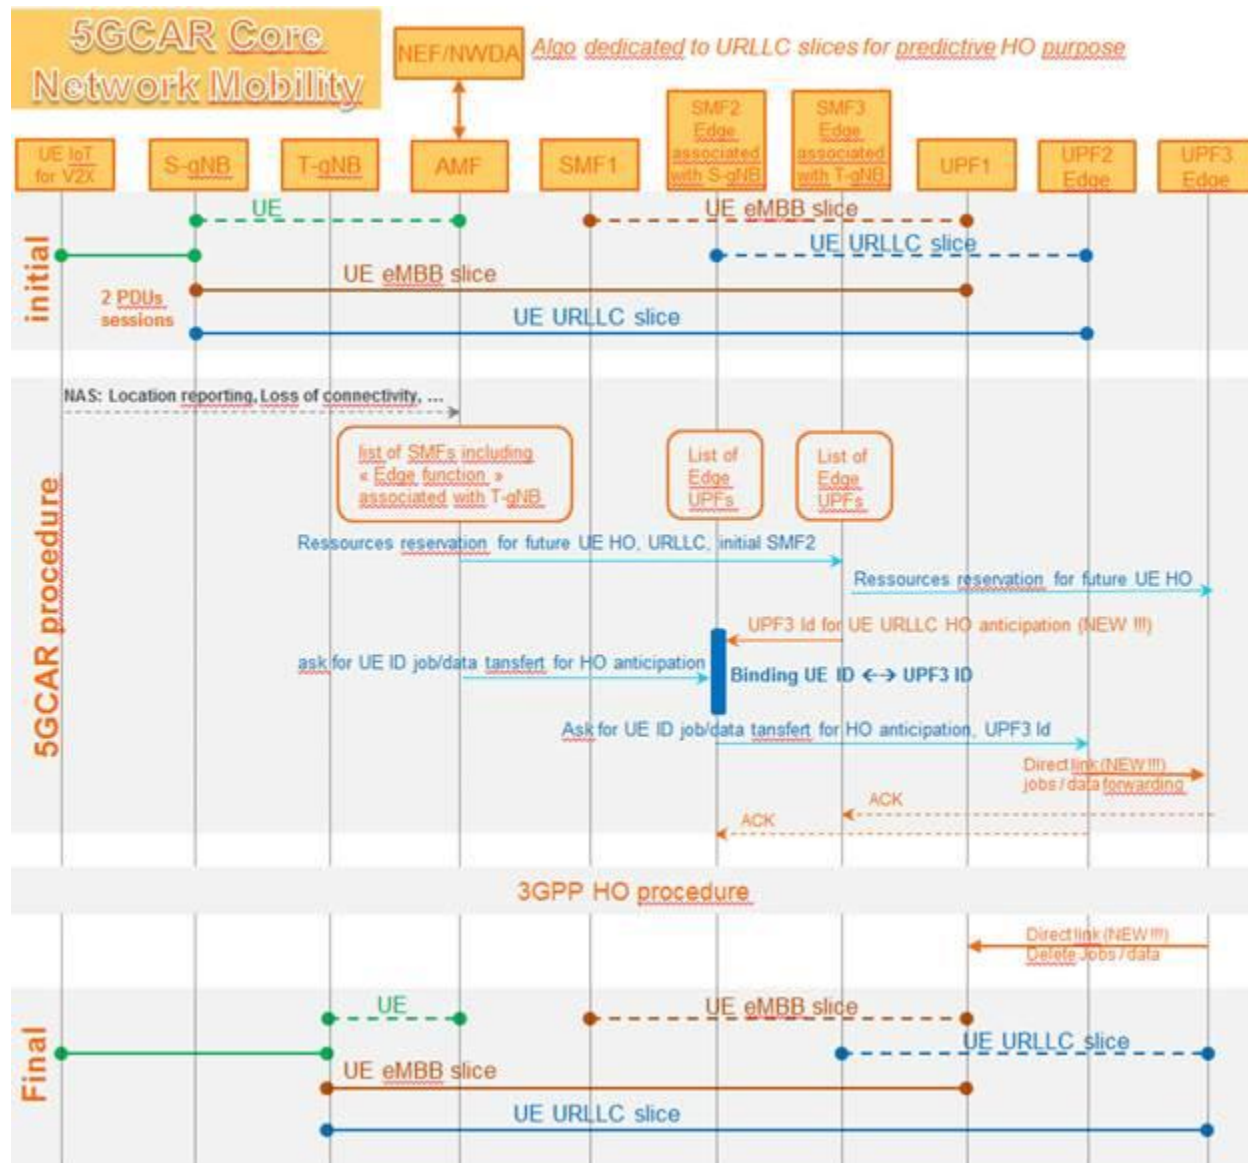 5GCAR Core
Network Mobility
NEF/NWDA
Algo dedicated to URLLC slices for predictive HO purpose
UE IoT
for V2X
S-gNB
T-gNB
AMF
SMF1
SMF2
Edge
associated
with S-gNB
SMF3
Edge
associated
with T-gNB
UPF1
UPF2
Edge
UPF3
Edge
initial
UE
UE eMBB slice
UE URLLC slice
UE eMBB slice
2 PDUs
sessions
UE URLLC slice
5GCAR procedure
NAS: Location reporting, Loss of connectivity, ...
list of SMFs including
« Edge function »
associated with T-gNB
List of
Edge
UPFs
List of
Edge
UPFs
Ressources reservation for future UE HO, URLLC, initial SMF2
Ressources reservation for future UE HO
UPF3 Id for UE URLLC HO anticipation (NEW !!!)
ask for UE ID job/data tansfert for HO anticipation
Binding UE ID ←→ UPF3 ID
Ask for UE ID job/data tansfert for HO anticipation, UPF3 Id
Direct link (NEW !!!)
jobs / data forwarding
ACK
ACK
3GPP HO procedure
Direct link (NEW !!!)
Delete Jobs / data
Final
UE
UE eMBB slice
UE URLLC slice
UE eMBB slice
UE URLLC slice